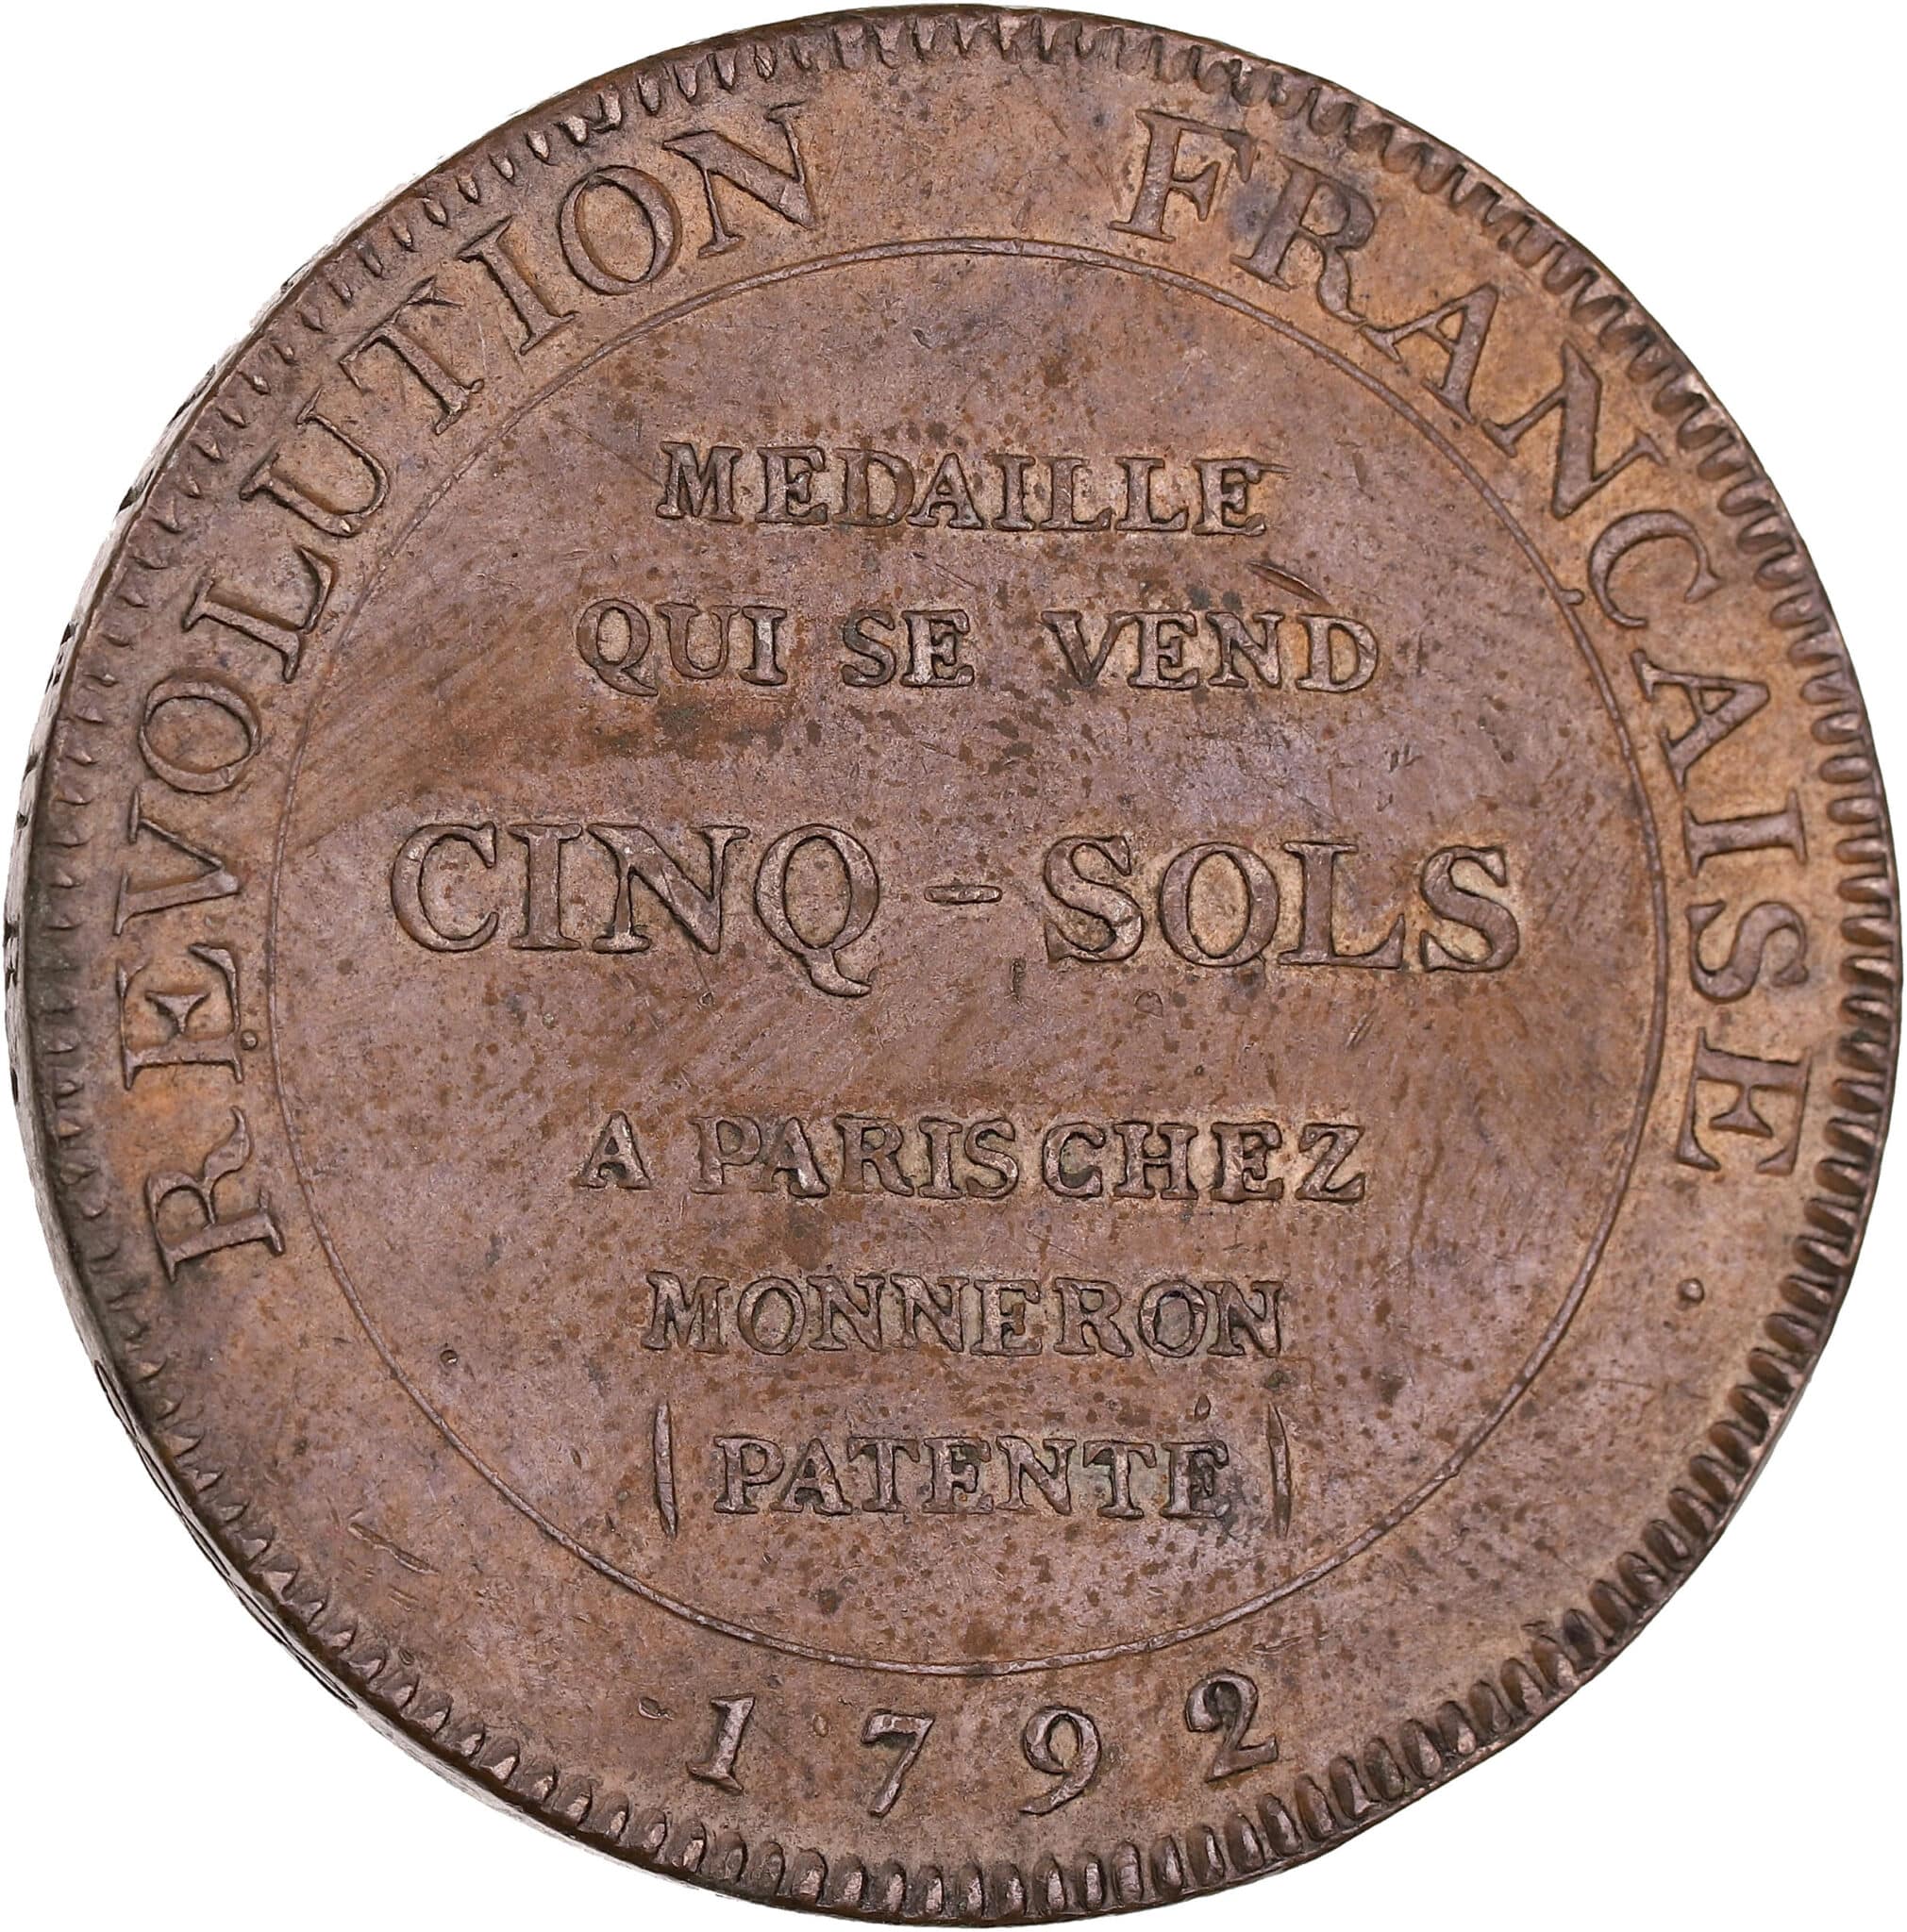 REVOLUTION FRANCAISE .
MEDAILLE
QUI SE VEND
CINQ - SOLS
A PARIS CHEZ
MONNERON
( PATENTÉ )
1792